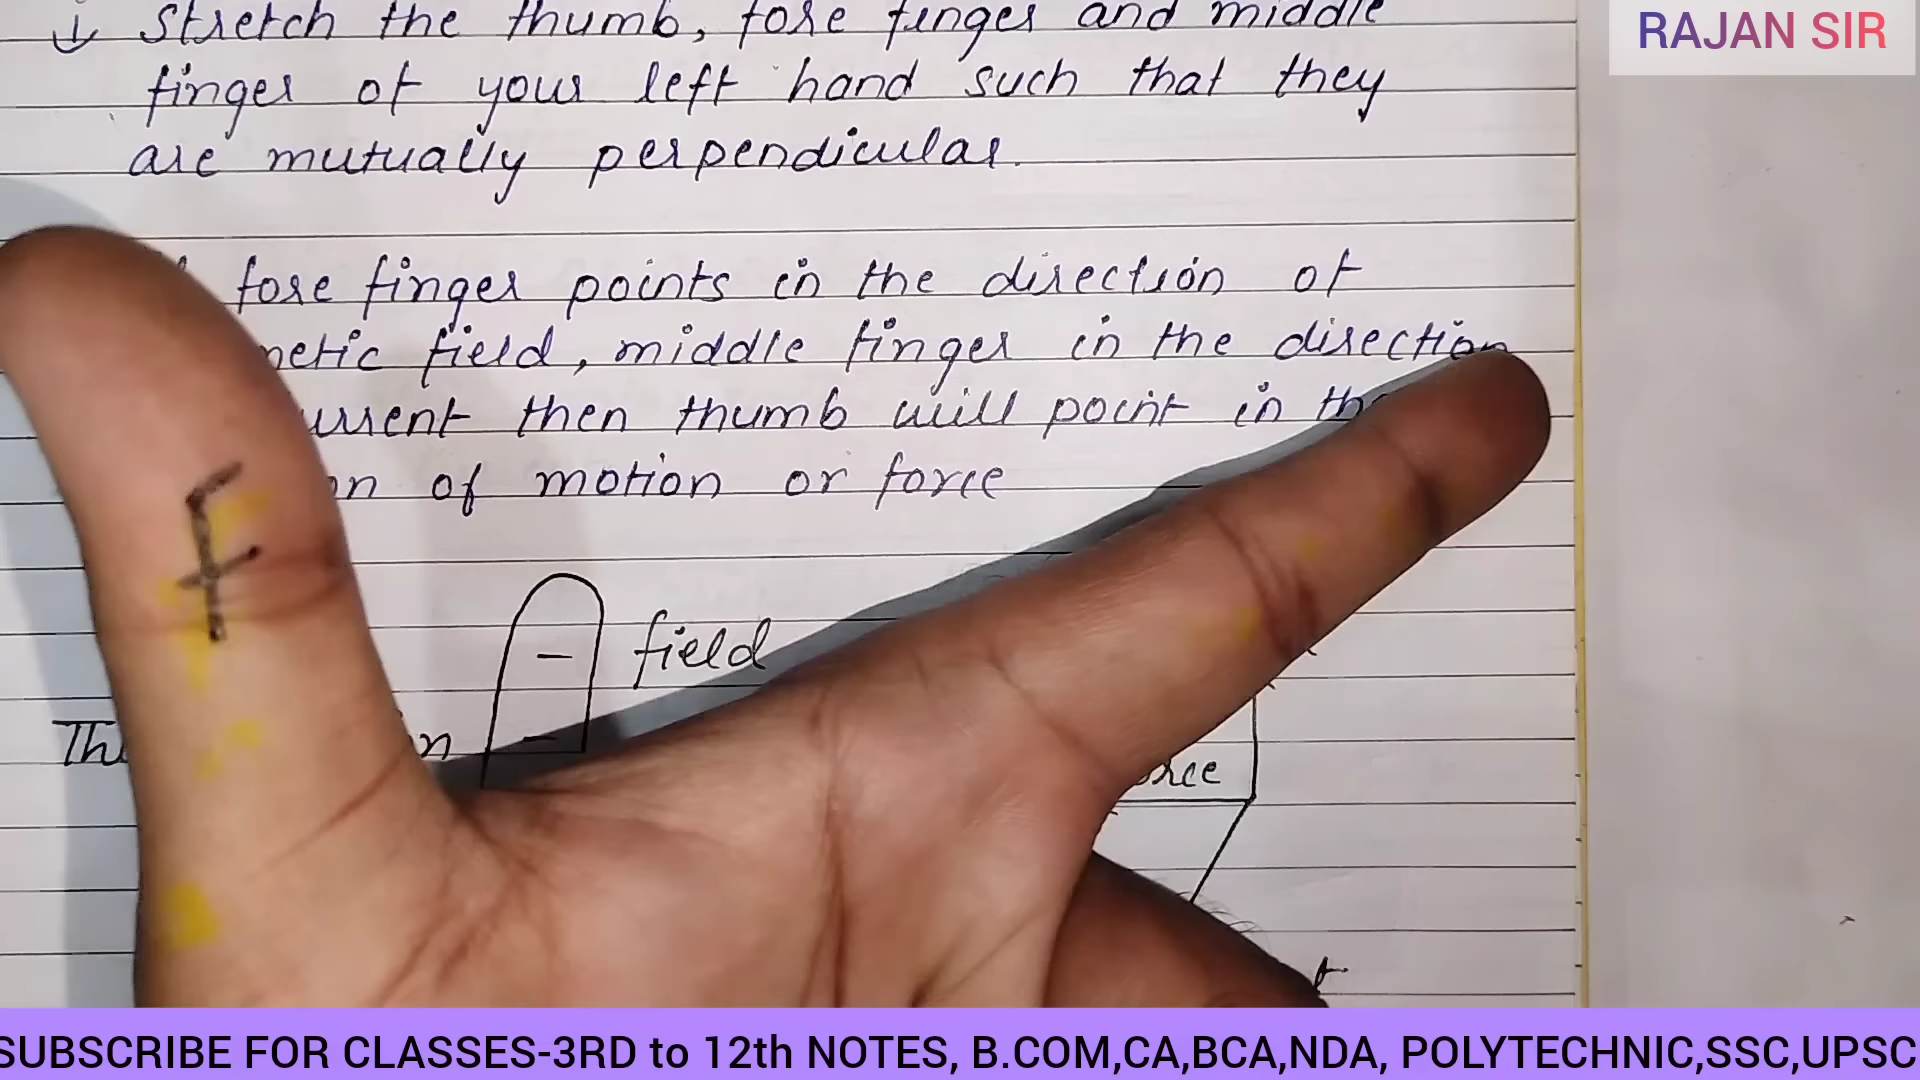 RAJAN SIR
↓ Stretch the thumb, fore finger and middle
finger of your left hand such that they
are mutually perpendicular.
fore finger points in the direction of
netic field, middle finger in the direction
urrent then thumb will point in the
on of motion or force
F
field
Th n
orce
SUBSCRIBE FOR CLASSES-3RD to 12th NOTES, B.COM,CA,BCA,NDA, POLYTECHNIC,SSC,UPSC